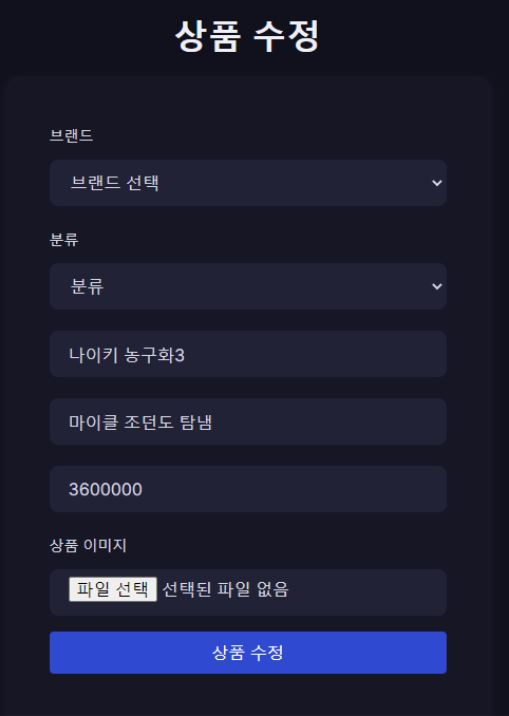 상품 수정
브랜드
브랜드 선택
분류
분류
나이키 농구화3
마이클 조던도 탐냄
3600000
상품 이미지
파일 선택 선택된 파일 없음
상품 수정